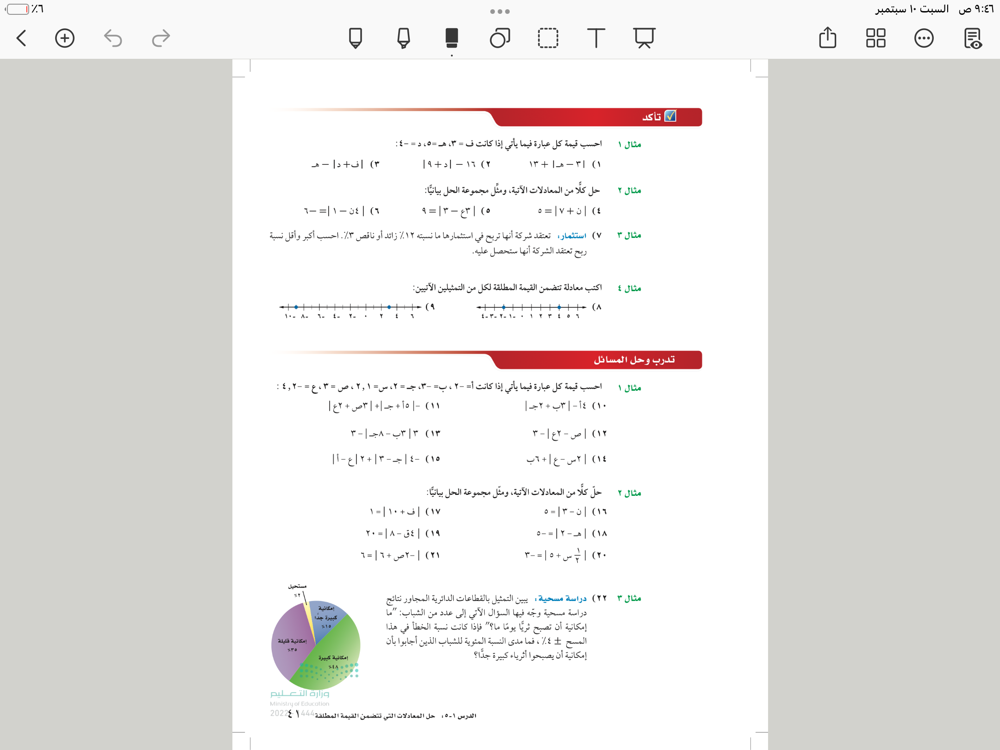 ٩:٤٦ ص السبت ١٠ سبتمبر
٪٦
تأكد
مثال ١ احسب قيمة كل عبارة فيما يأتي إذا كانت ف = ٣، هـ =٥، د = -٤ :
١) |٣ − هـ| + ١٣ ٢) ١٦ − |د + ٩| ٣) |ف+ د| − هـ
مثال ٢ حل كلًّا من المعادلات الآتية، ومثِّل مجموعة الحل بيانيًّا:
٤) |ن + ٧| = ٥ ٥) |٣ع − ٣| = ٩ ٦) |٤ن − ١| = −٦
مثال ٣ ٧) استثمار: تعتقد شركة أنها تربح في استثمارها ما نسبته ١٢٪ زائد أو ناقص ٣٪. احسب أكبر وأقل نسبة
ربح تعتقد الشركة أنها ستحصل عليه.
مثال ٤ اكتب معادلة تتضمن القيمة المطلقة لكل من التمثيلين الآتيين:
٨) ٩)
٦ ٥ ٤ ٣ ٢ ١ ٠ -١ -٢ -٣ -٤
٦ ٤ ٢ ٠ -٢ -٤ -٦ -٨ -١٠
تدرب وحل المسائل
مثال ١ احسب قيمة كل عبارة فيما يأتي إذا كانت أ= -٢ ، ب= -٣، جـ = ٢، س= ٢,١ ، ص = ٣ ، ع = -٤,٢ :
١٠) ٤أ - |٣ب + ٢جـ| ١١) -|٥أ + جـ|+ |٣ص + ٢ع|
١٢) |ص - ٢ع| - ٣ ١٣) ٣|٣ب - ٨جـ| - ٣
١٤) |٢س - ع| + ٦ب ١٥) -٤|جـ - ٣| + ٢|ع - أ|
مثال ٢ حلّ كلًّا من المعادلات الآتية، ومثّل مجموعة الحل بيانيًّا:
١٦) |ن - ٣| = ٥ ١٧) |ف + ١٠| = ١
١٨) |هـ - ٢| = -٥ ١٩) |٤ق - ٨| = ٢٠
٢٠) |١/٢ س + ٥| = -٣ ٢١) |-٢ص + ٦| = ٦
مثال ٣ ٢٢) دراسة مسحية : يبين التمثيل بالقطاعات الدائرية المجاور نتائج
دراسة مسحية وجّه فيها السؤال الآتي إلى عدد من الشباب: "ما
إمكانية أن تصبح ثريًّا يومًا ما؟" فإذا كانت نسبة الخطأ في هذا
المسح ± ٤٪ ، فما مدى النسبة المئوية للشباب الذين أجابوا بأن
إمكانية أن يصبحوا أثرياء كبيرة جدًّا؟
مستحيل
٢٪
إمكانية
كبيرة جدًّا
١٥٪
إمكانية قليلة
٣٥٪
إمكانية كبيرة
٤٨٪
وزارة التعليم
Ministry of Education
2022 - 1444
الدرس ١-٥: حل المعادلات التي تتضمن القيمة المطلقة ٤١